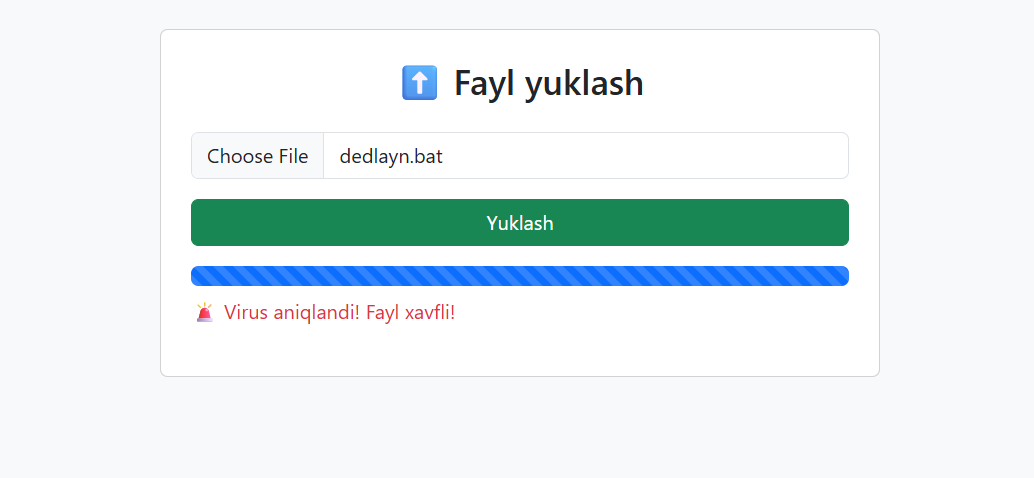 Fayl yuklash
Choose File dedlayn.bat
Yuklash
Virus aniqlandi! Fayl xavfli!